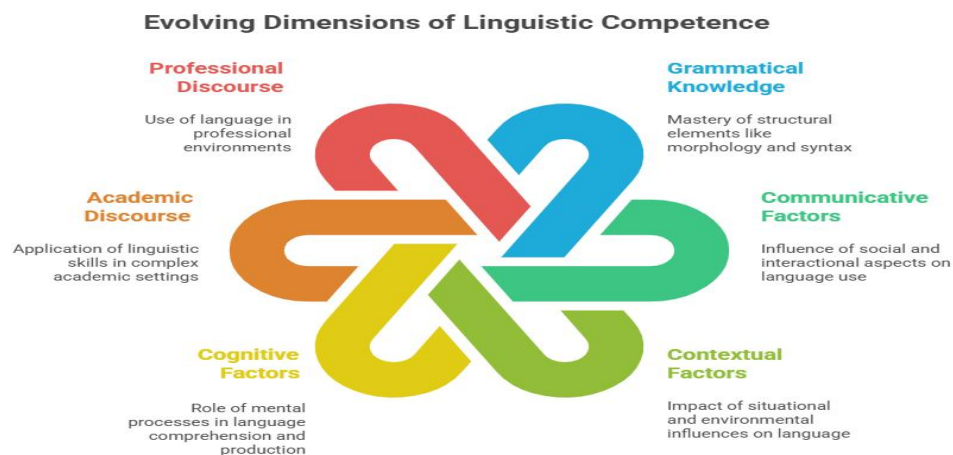 Evolving Dimensions of Linguistic Competence
Professional
Discourse
Use of language in
professional
environments
Grammatical
Knowledge
Mastery of structural
elements like
morphology and syntax
Academic
Discourse
Application of linguistic
skills in complex
academic settings
Communicative
Factors
Influence of social and
interactional aspects on
language use
Cognitive
Factors
Role of mental
processes in language
comprehension and
production
Contextual
Factors
Impact of situational
and environmental
influences on language